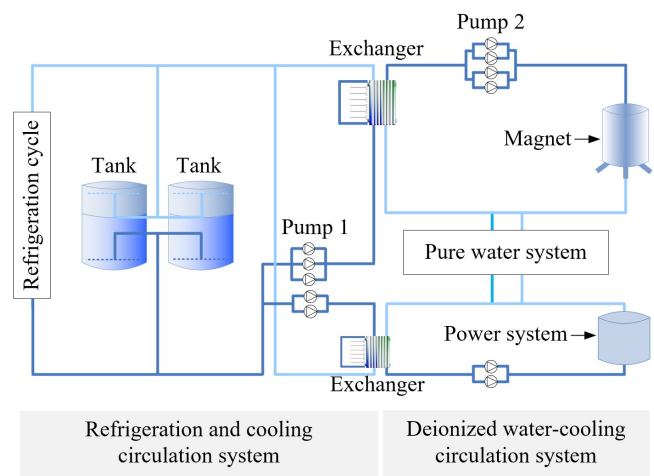 Pump 2
Exchanger
Refrigeration cycle
Tank
Tank
Magnet
Pump 1
Pure water system
Power system
Exchanger
Refrigeration and cooling
circulation system
Deionized water-cooling
circulation system